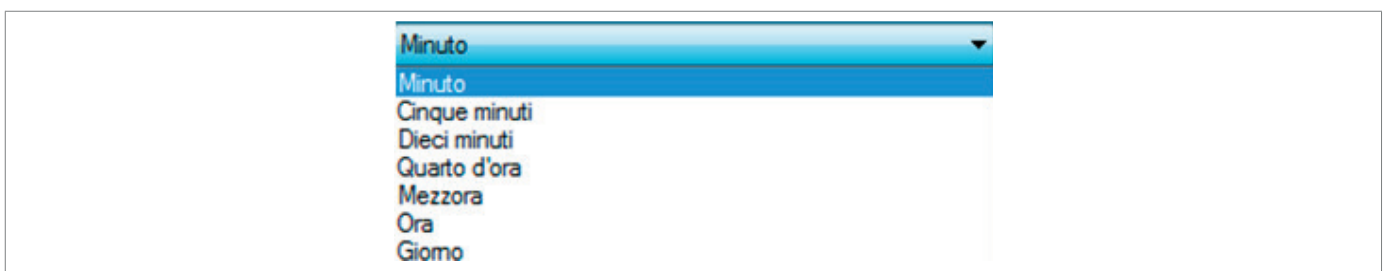 Minuto
Minuto
Cinque minuti
Dieci minuti
Quarto d'ora
Mezzora
Ora
Giorno